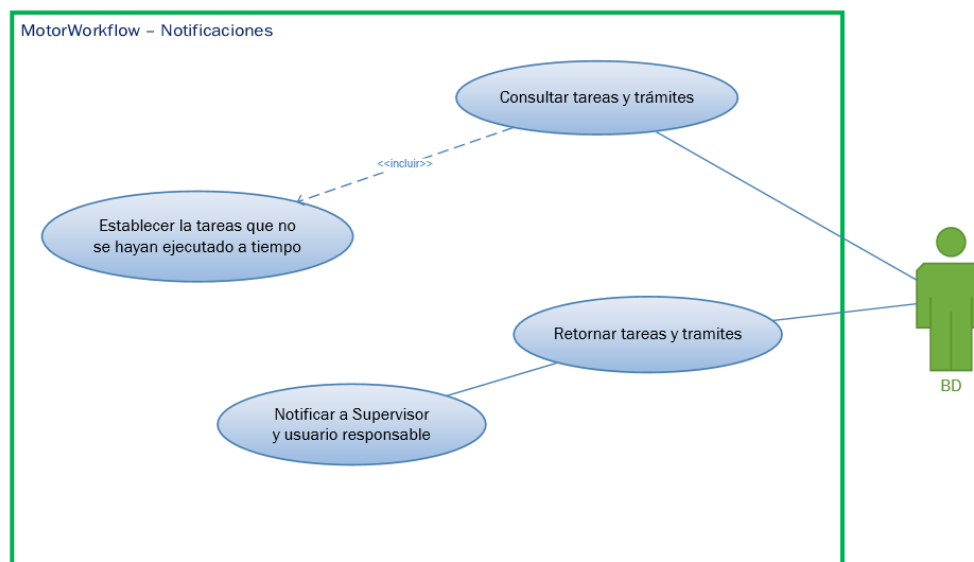 MotorWorkflow – Notificaciones
Consultar tareas y trámites
<<incluir>>
Establecer la tareas que no
se hayan ejecutado a tiempo
Retornar tareas y tramites
BD
Notificar a Supervisor
y usuario responsable